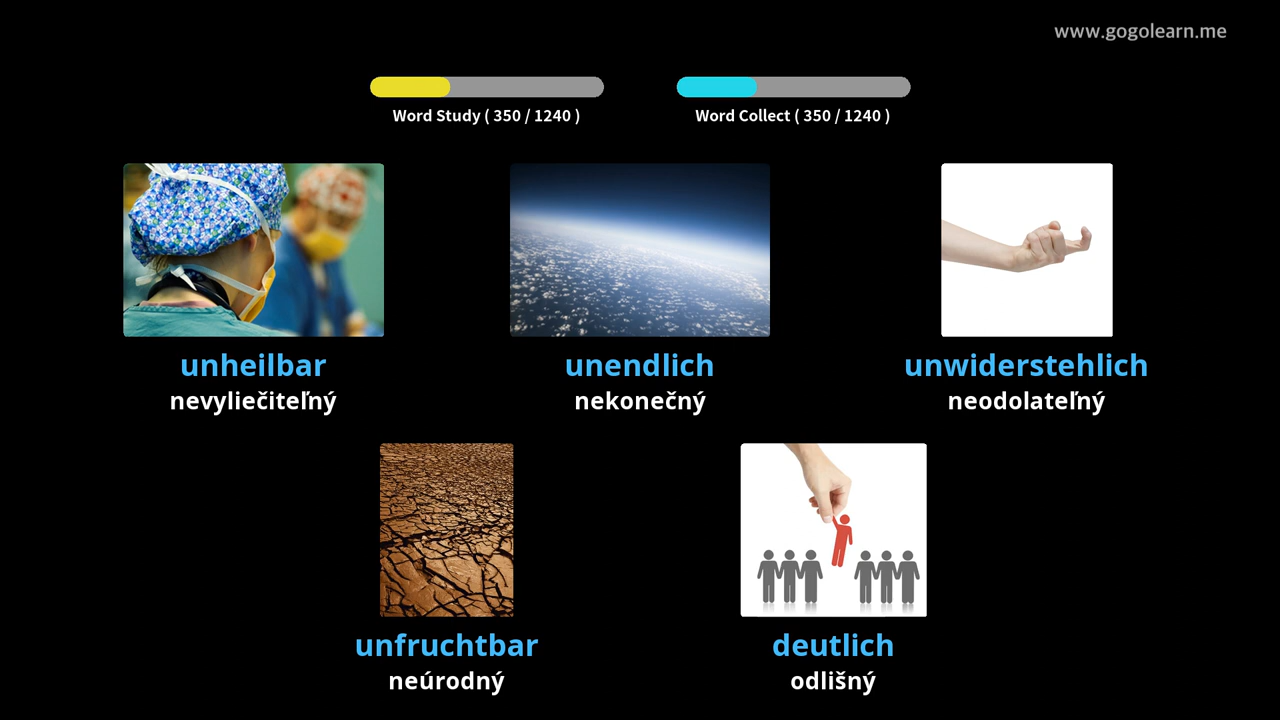 www.gogolearn.me
Word Study ( 350 / 1240 )
Word Collect ( 350 / 1240 )
unheilbar
nevyliečiteľný
unendlich
nekonečný
unwiderstehlich
neodolateľný
unfruchtbar
neúrodný
deutlich
odlišný